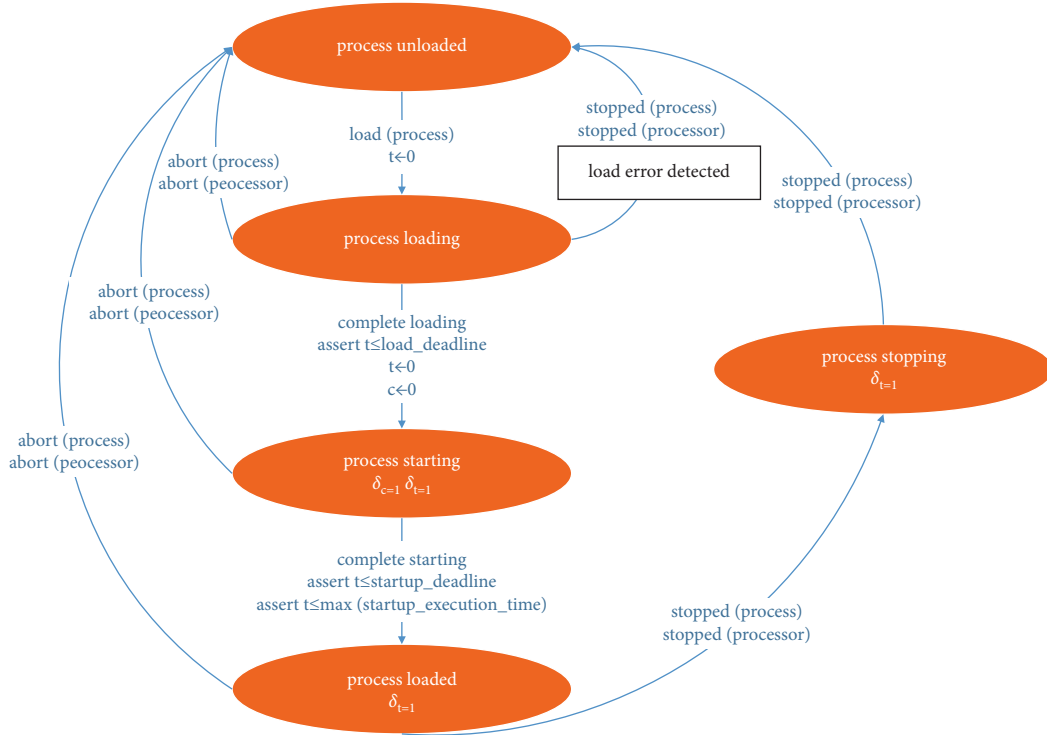 process unloaded
load (process)
t←0
stopped (process)
stopped (processor)
load error detected
abort (process)
abort (peocessor)
stopped (process)
stopped (processor)
process loading
abort (process)
abort (peocessor)
complete loading
assert t≤load_deadline
t←0
c←0
process stopping
δt=1
abort (process)
abort (peocessor)
process starting
δc=1 δt=1
complete starting
assert t≤startup_deadline
assert t≤max (startup_execution_time)
stopped (process)
stopped (processor)
process loaded
δt=1